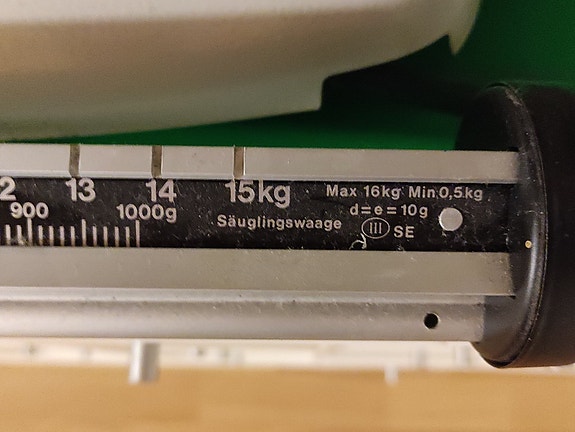 2 13 14 15kg
900 1000g
Säuglingswaage
Max 16kg Min 0,5kg
d=e=10g
III SE